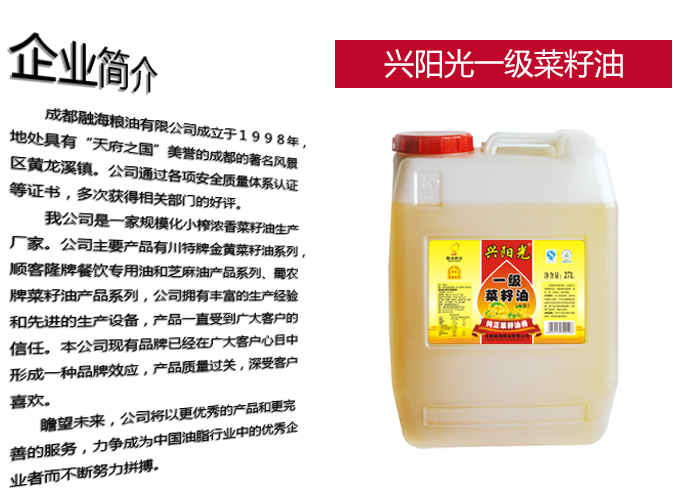 企业简介
成都融海粮油有限公司成立于1998年，
地处具有“天府之国”美誉的成都的著名风景
区黄龙溪镇。公司通过各项安全质量体系认证
等证书，多次获得相关部门的好评。
我公司是一家规模化小榨浓香菜籽油生产
厂家。公司主要产品有川特牌金黄菜籽油系列，
顺客隆牌餐饮专用油和芝麻油产品系列、蜀农
牌菜籽油产品系列，公司拥有丰富的生产经验
和先进的生产设备，产品一直受到广大客户的
信任。本公司现有品牌已经在广大客户心目中
形成一种品牌效应，产品质量过关，深受客户
喜欢。
瞻望未来，公司将以更优秀的产品和更完
善的服务，力争成为中国油脂行业中的优秀企
业者而不断努力拼搏。
兴阳光一级菜籽油
兴阳光
一级
菜籽油
净含量：27L
纯正菜籽油香